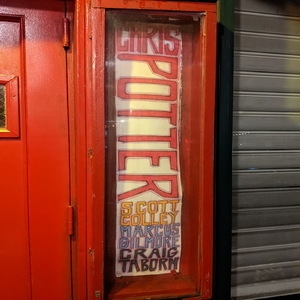 CHRIS
POTTER
SCOTT
COLLEY
MARCUS
GILMORE
CRAIG
TABORN